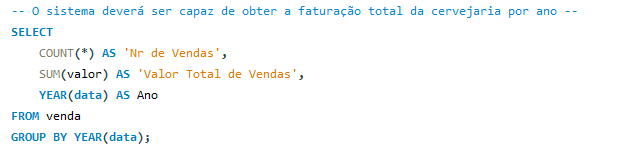 -- O sistema deverá ser capaz de obter a faturação total da cervejaria por ano --
SELECT
COUNT(*) AS 'Nr de Vendas',
SUM(valor) AS 'Valor Total de Vendas',
YEAR(data) AS Ano
FROM venda
GROUP BY YEAR(data);